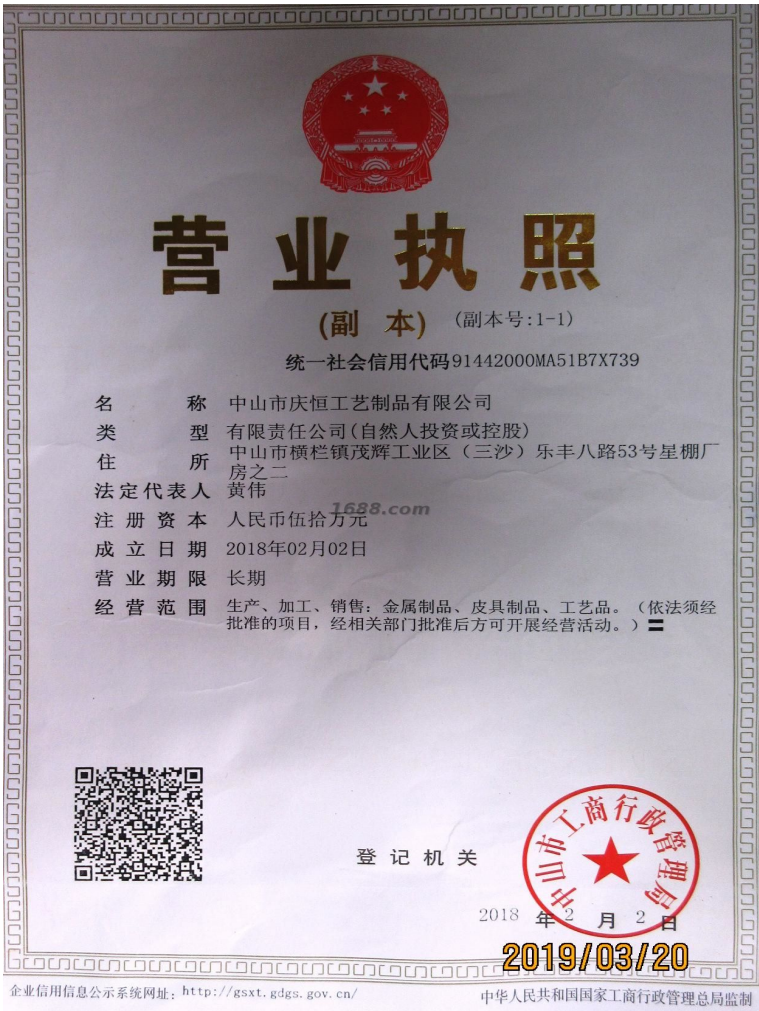 营业执照
(副 本) (副本号:1-1)
统一社会信用代码91442000MA51B7X739
名 称 中山市庆恒工艺制品有限公司
类 型 有限责任公司(自然人投资或控股)
住 所 中山市横栏镇茂辉工业区（三沙）乐丰八路53号星棚厂
房之二
法定代表人 黄伟
注册资本 人民币伍拾万元
1688.com
成立日期 2018年02月02日
营业期限 长期
经营范围 生产、加工、销售：金属制品、皮具制品、工艺品。（依法须经
批准的项目，经相关部门批准后方可开展经营活动。）〓
中山市工商行政管理局
登记机关
2018 年 2 月 2 日
2019/03/20
企业信用信息公示系统网址：http://gsxt.gdgs.gov.cn/
中华人民共和国国家工商行政管理总局监制